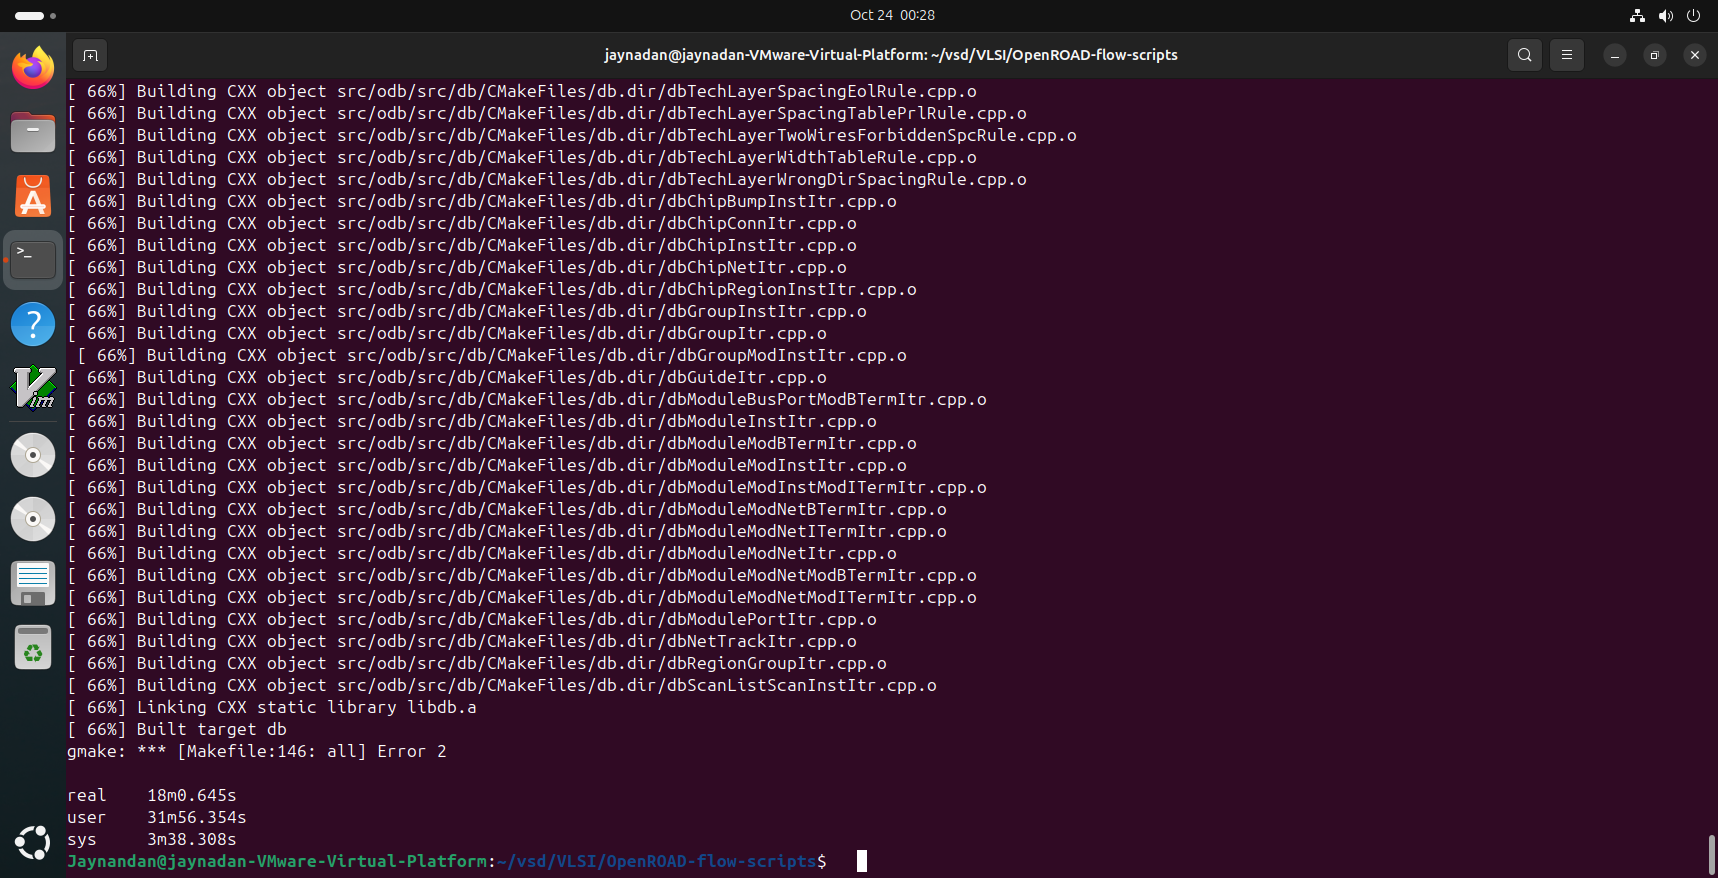 Oct 24  00:28
jaynadan@jaynadan-VMware-Virtual-Platform: ~/vsd/VLSI/OpenROAD-flow-scripts
[ 66%] Building CXX object src/odb/src/db/CMakeFiles/db.dir/dbTechLayerSpacingEolRule.cpp.o
[ 66%] Building CXX object src/odb/src/db/CMakeFiles/db.dir/dbTechLayerSpacingTablePrlRule.cpp.o
[ 66%] Building CXX object src/odb/src/db/CMakeFiles/db.dir/dbTechLayerTwoWiresForbiddenSpcRule.cpp.o
[ 66%] Building CXX object src/odb/src/db/CMakeFiles/db.dir/dbTechLayerWidthTableRule.cpp.o
[ 66%] Building CXX object src/odb/src/db/CMakeFiles/db.dir/dbTechLayerWrongDirSpacingRule.cpp.o
[ 66%] Building CXX object src/odb/src/db/CMakeFiles/db.dir/dbChipBumpInstItr.cpp.o
[ 66%] Building CXX object src/odb/src/db/CMakeFiles/db.dir/dbChipConnItr.cpp.o
[ 66%] Building CXX object src/odb/src/db/CMakeFiles/db.dir/dbChipInstItr.cpp.o
[ 66%] Building CXX object src/odb/src/db/CMakeFiles/db.dir/dbChipNetItr.cpp.o
[ 66%] Building CXX object src/odb/src/db/CMakeFiles/db.dir/dbChipRegionInstItr.cpp.o
[ 66%] Building CXX object src/odb/src/db/CMakeFiles/db.dir/dbGroupInstItr.cpp.o
[ 66%] Building CXX object src/odb/src/db/CMakeFiles/db.dir/dbGroupItr.cpp.o
[ 66%] Building CXX object src/odb/src/db/CMakeFiles/db.dir/dbGroupModInstItr.cpp.o
[ 66%] Building CXX object src/odb/src/db/CMakeFiles/db.dir/dbGuideItr.cpp.o
[ 66%] Building CXX object src/odb/src/db/CMakeFiles/db.dir/dbModuleBusPortModBTermItr.cpp.o
[ 66%] Building CXX object src/odb/src/db/CMakeFiles/db.dir/dbModuleInstItr.cpp.o
[ 66%] Building CXX object src/odb/src/db/CMakeFiles/db.dir/dbModuleModBTermItr.cpp.o
[ 66%] Building CXX object src/odb/src/db/CMakeFiles/db.dir/dbModuleModInstItr.cpp.o
[ 66%] Building CXX object src/odb/src/db/CMakeFiles/db.dir/dbModuleModInstModITermItr.cpp.o
[ 66%] Building CXX object src/odb/src/db/CMakeFiles/db.dir/dbModuleModNetBTermItr.cpp.o
[ 66%] Building CXX object src/odb/src/db/CMakeFiles/db.dir/dbModuleModNetITermItr.cpp.o
[ 66%] Building CXX object src/odb/src/db/CMakeFiles/db.dir/dbModuleModNetItr.cpp.o
[ 66%] Building CXX object src/odb/src/db/CMakeFiles/db.dir/dbModuleModNetModBTermItr.cpp.o
[ 66%] Building CXX object src/odb/src/db/CMakeFiles/db.dir/dbModuleModNetModITermItr.cpp.o
[ 66%] Building CXX object src/odb/src/db/CMakeFiles/db.dir/dbModulePortItr.cpp.o
[ 66%] Building CXX object src/odb/src/db/CMakeFiles/db.dir/dbNetTrackItr.cpp.o
[ 66%] Building CXX object src/odb/src/db/CMakeFiles/db.dir/dbRegionGroupItr.cpp.o
[ 66%] Building CXX object src/odb/src/db/CMakeFiles/db.dir/dbScanListScanInstItr.cpp.o
[ 66%] Linking CXX static library libdb.a
[ 66%] Built target db
gmake: *** [Makefile:146: all] Error 2
real    18m0.645s
user    31m56.354s
sys     3m38.308s
Jaynandan@jaynadan-VMware-Virtual-Platform:~/vsd/VLSI/OpenROAD-flow-scripts$